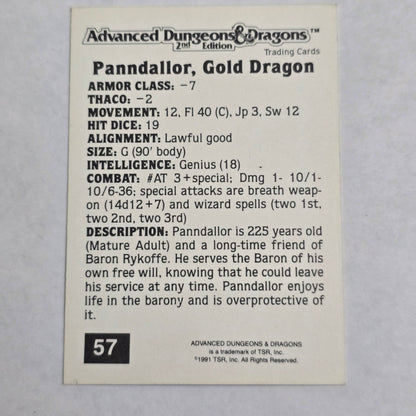 Advanced Dungeons & Dragons™
2nd Edition
Trading Cards
Panndallor, Gold Dragon
ARMOR CLASS: −7
THACO: −2
MOVEMENT: 12, Fl 40 (C), Jp 3, Sw 12
HIT DICE: 19
ALIGNMENT: Lawful good
SIZE: G (90' body)
INTELLIGENCE: Genius (18)
COMBAT: #AT 3+special; Dmg 1- 10/1-
10/6-36; special attacks are breath weap-
on (14d12+7) and wizard spells (two 1st,
two 2nd, two 3rd)
DESCRIPTION: Panndallor is 225 years old
(Mature Adult) and a long-time friend of
Baron Rykoffe. He serves the Baron of his
own free will, knowing that he could leave
his service at any time. Panndallor enjoys
life in the barony and is overprotective of
it.
57
ADVANCED DUNGEONS & DRAGONS
is a trademark of TSR, Inc.
©1991 TSR, Inc. All Rights Reserved.